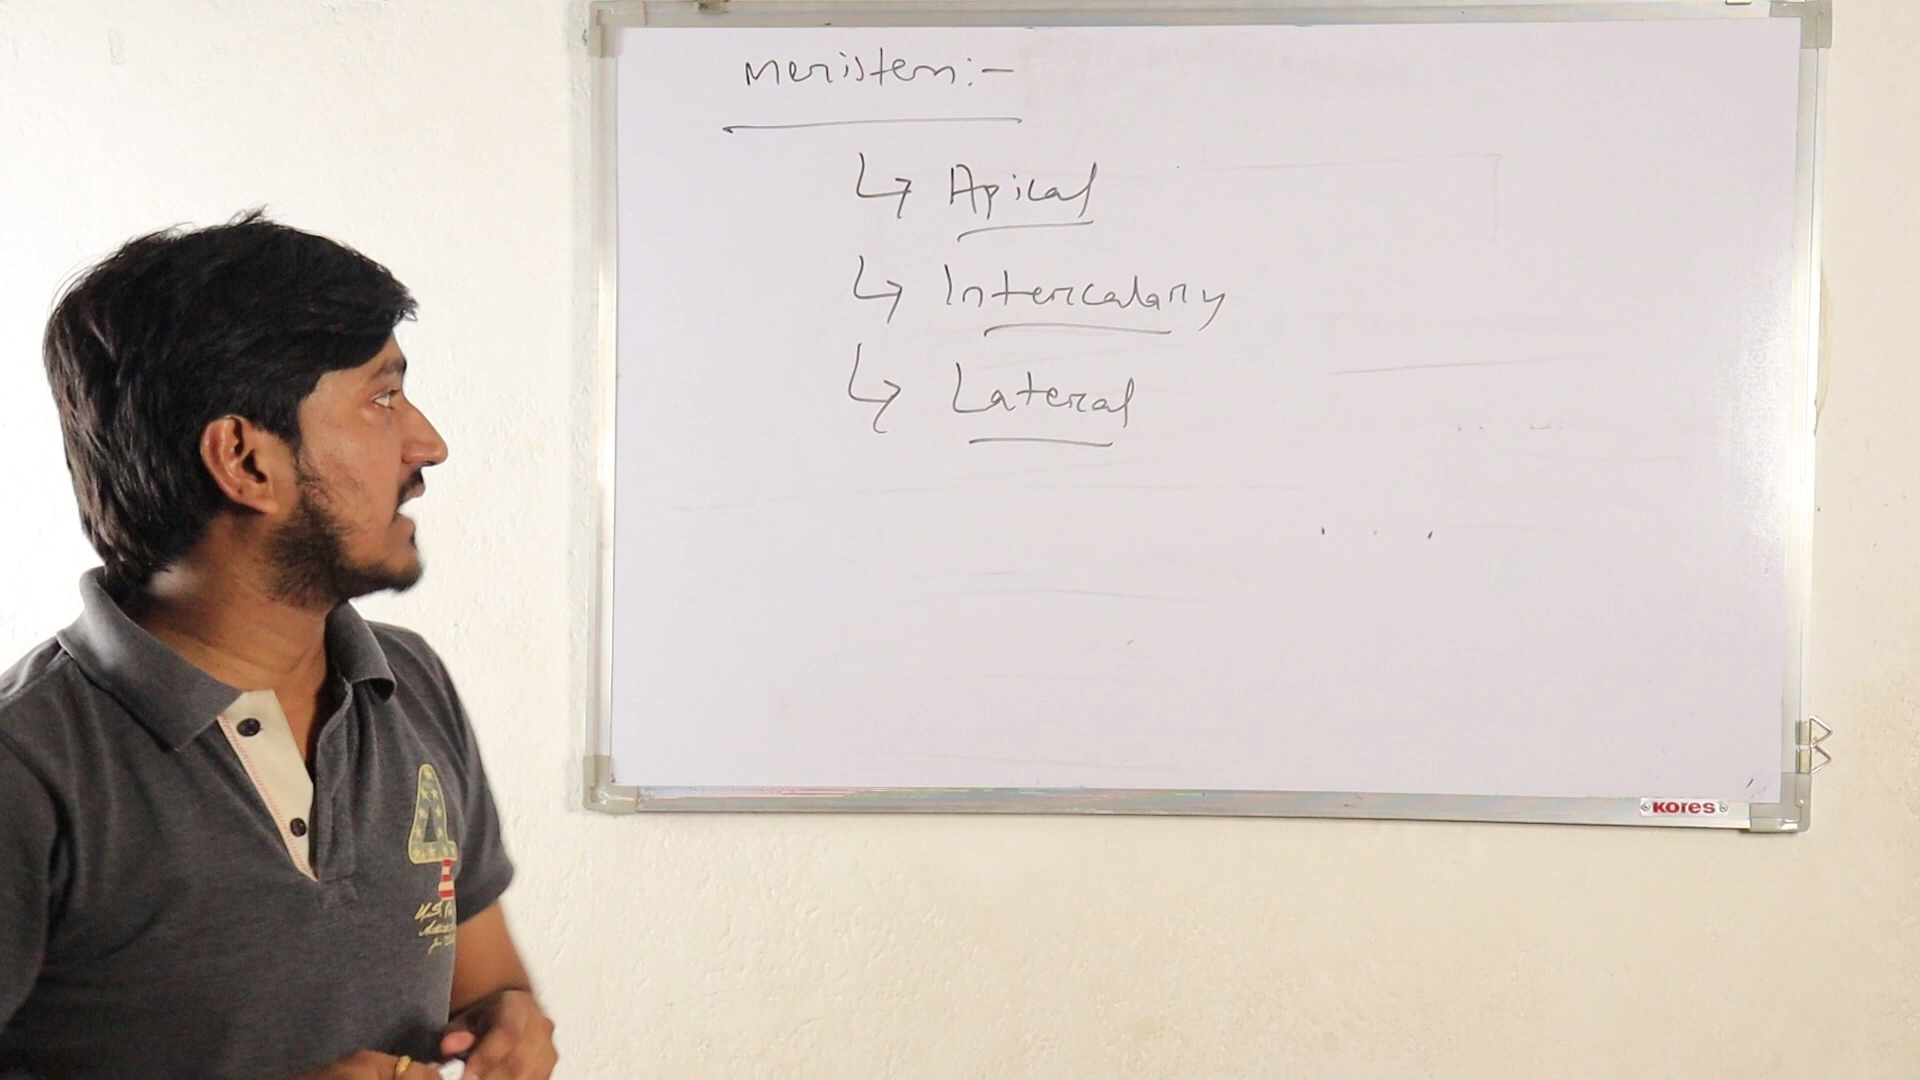 Meristem:-
↳ Apical
↳ Intercalary
↳ Lateral
KORES
U.S.